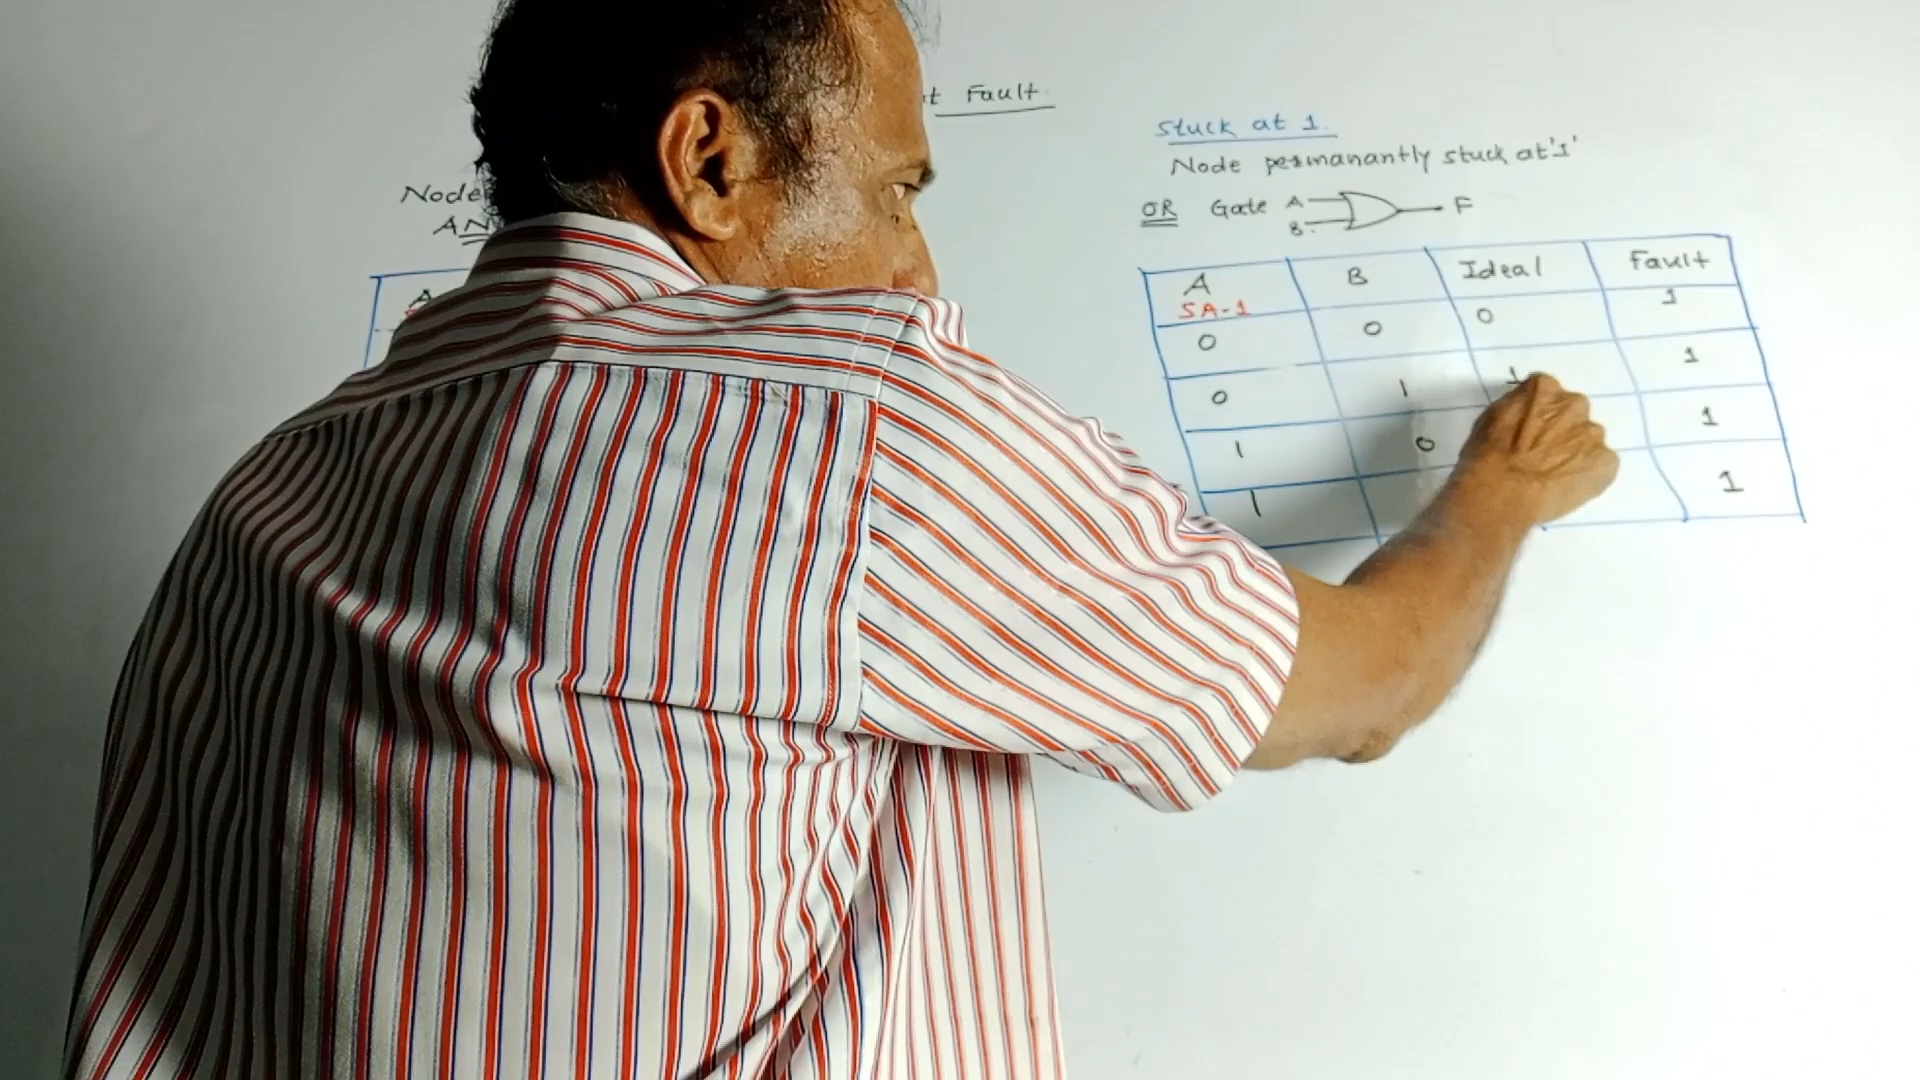 Fault.
Node
AN
A
stuck at 1.
Node permanantly stuck at '1'
OR Gate A F
B.
A B Ideal Fault
SA-1
0 0 0 1
0 1 1 1
1 0 1
1 1